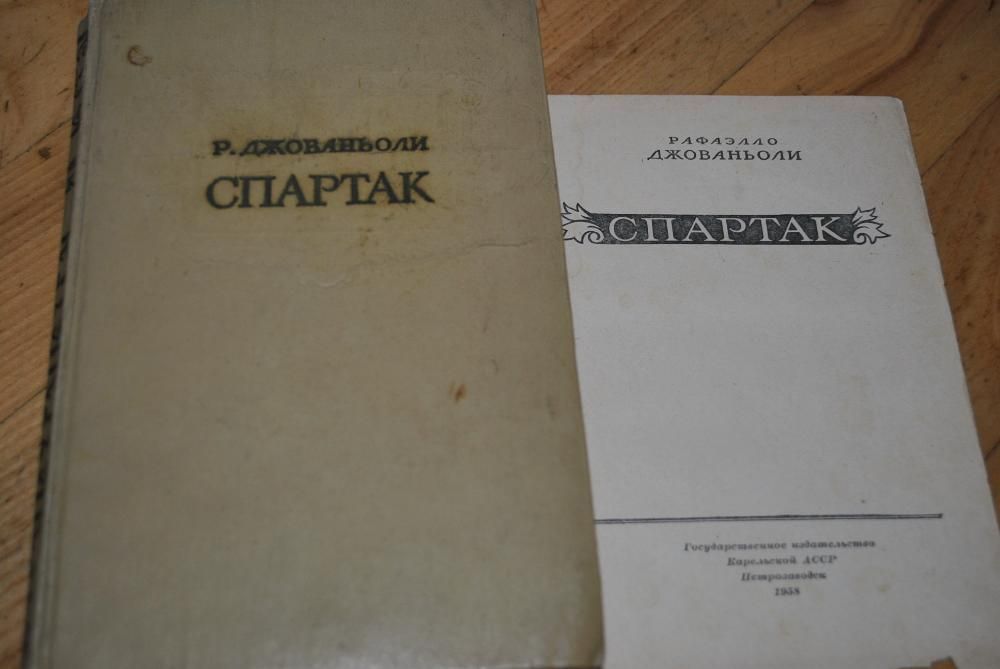 Р. ДЖОВАНЬОЛИ
СПАРТАК
РАФАЭЛЛО
ДЖОВАНЬОЛИ
СПАРТАК
Государственное издательство
Карельской АССР
Петрозаводск
1958